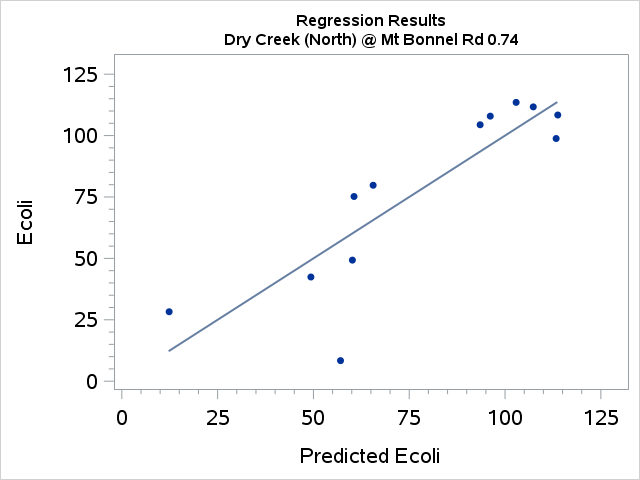 Regression Results
Dry Creek (North) @ Mt Bonnel Rd 0.74
125
100
75
50
25
0
Ecoli
0 25 50 75 100 125
Predicted Ecoli